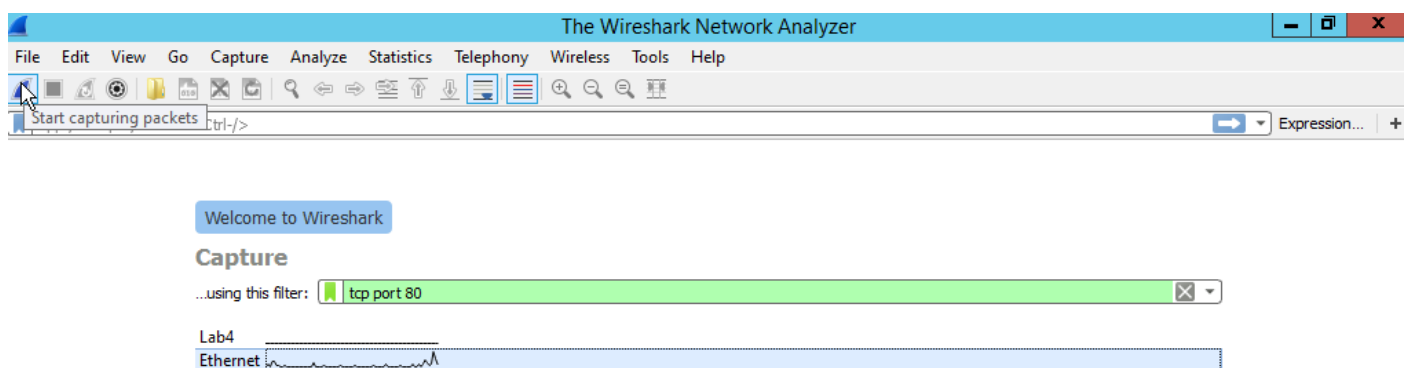 The Wireshark Network Analyzer
File Edit View Go Capture Analyze Statistics Telephony Wireless Tools Help
Start capturing packets
Ctrl-/>
Expression... +
Welcome to Wireshark
Capture
...using this filter: tcp port 80
Lab4
Ethernet